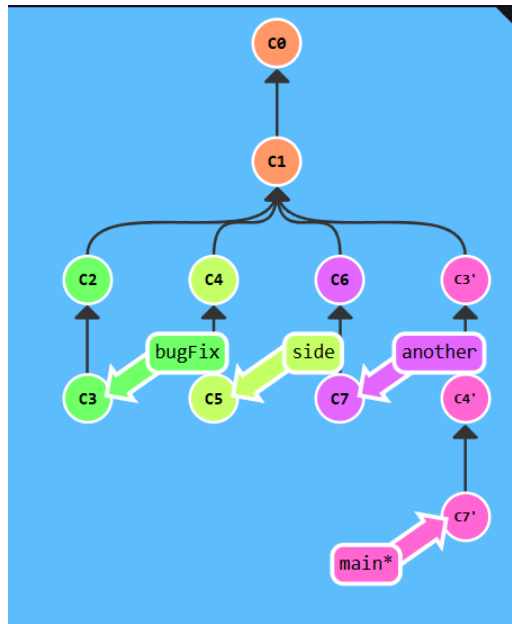 C0
C1
C2 C4 C6 C3'
bugFix side another
C3 C5 C7 C4'
C7'
main*